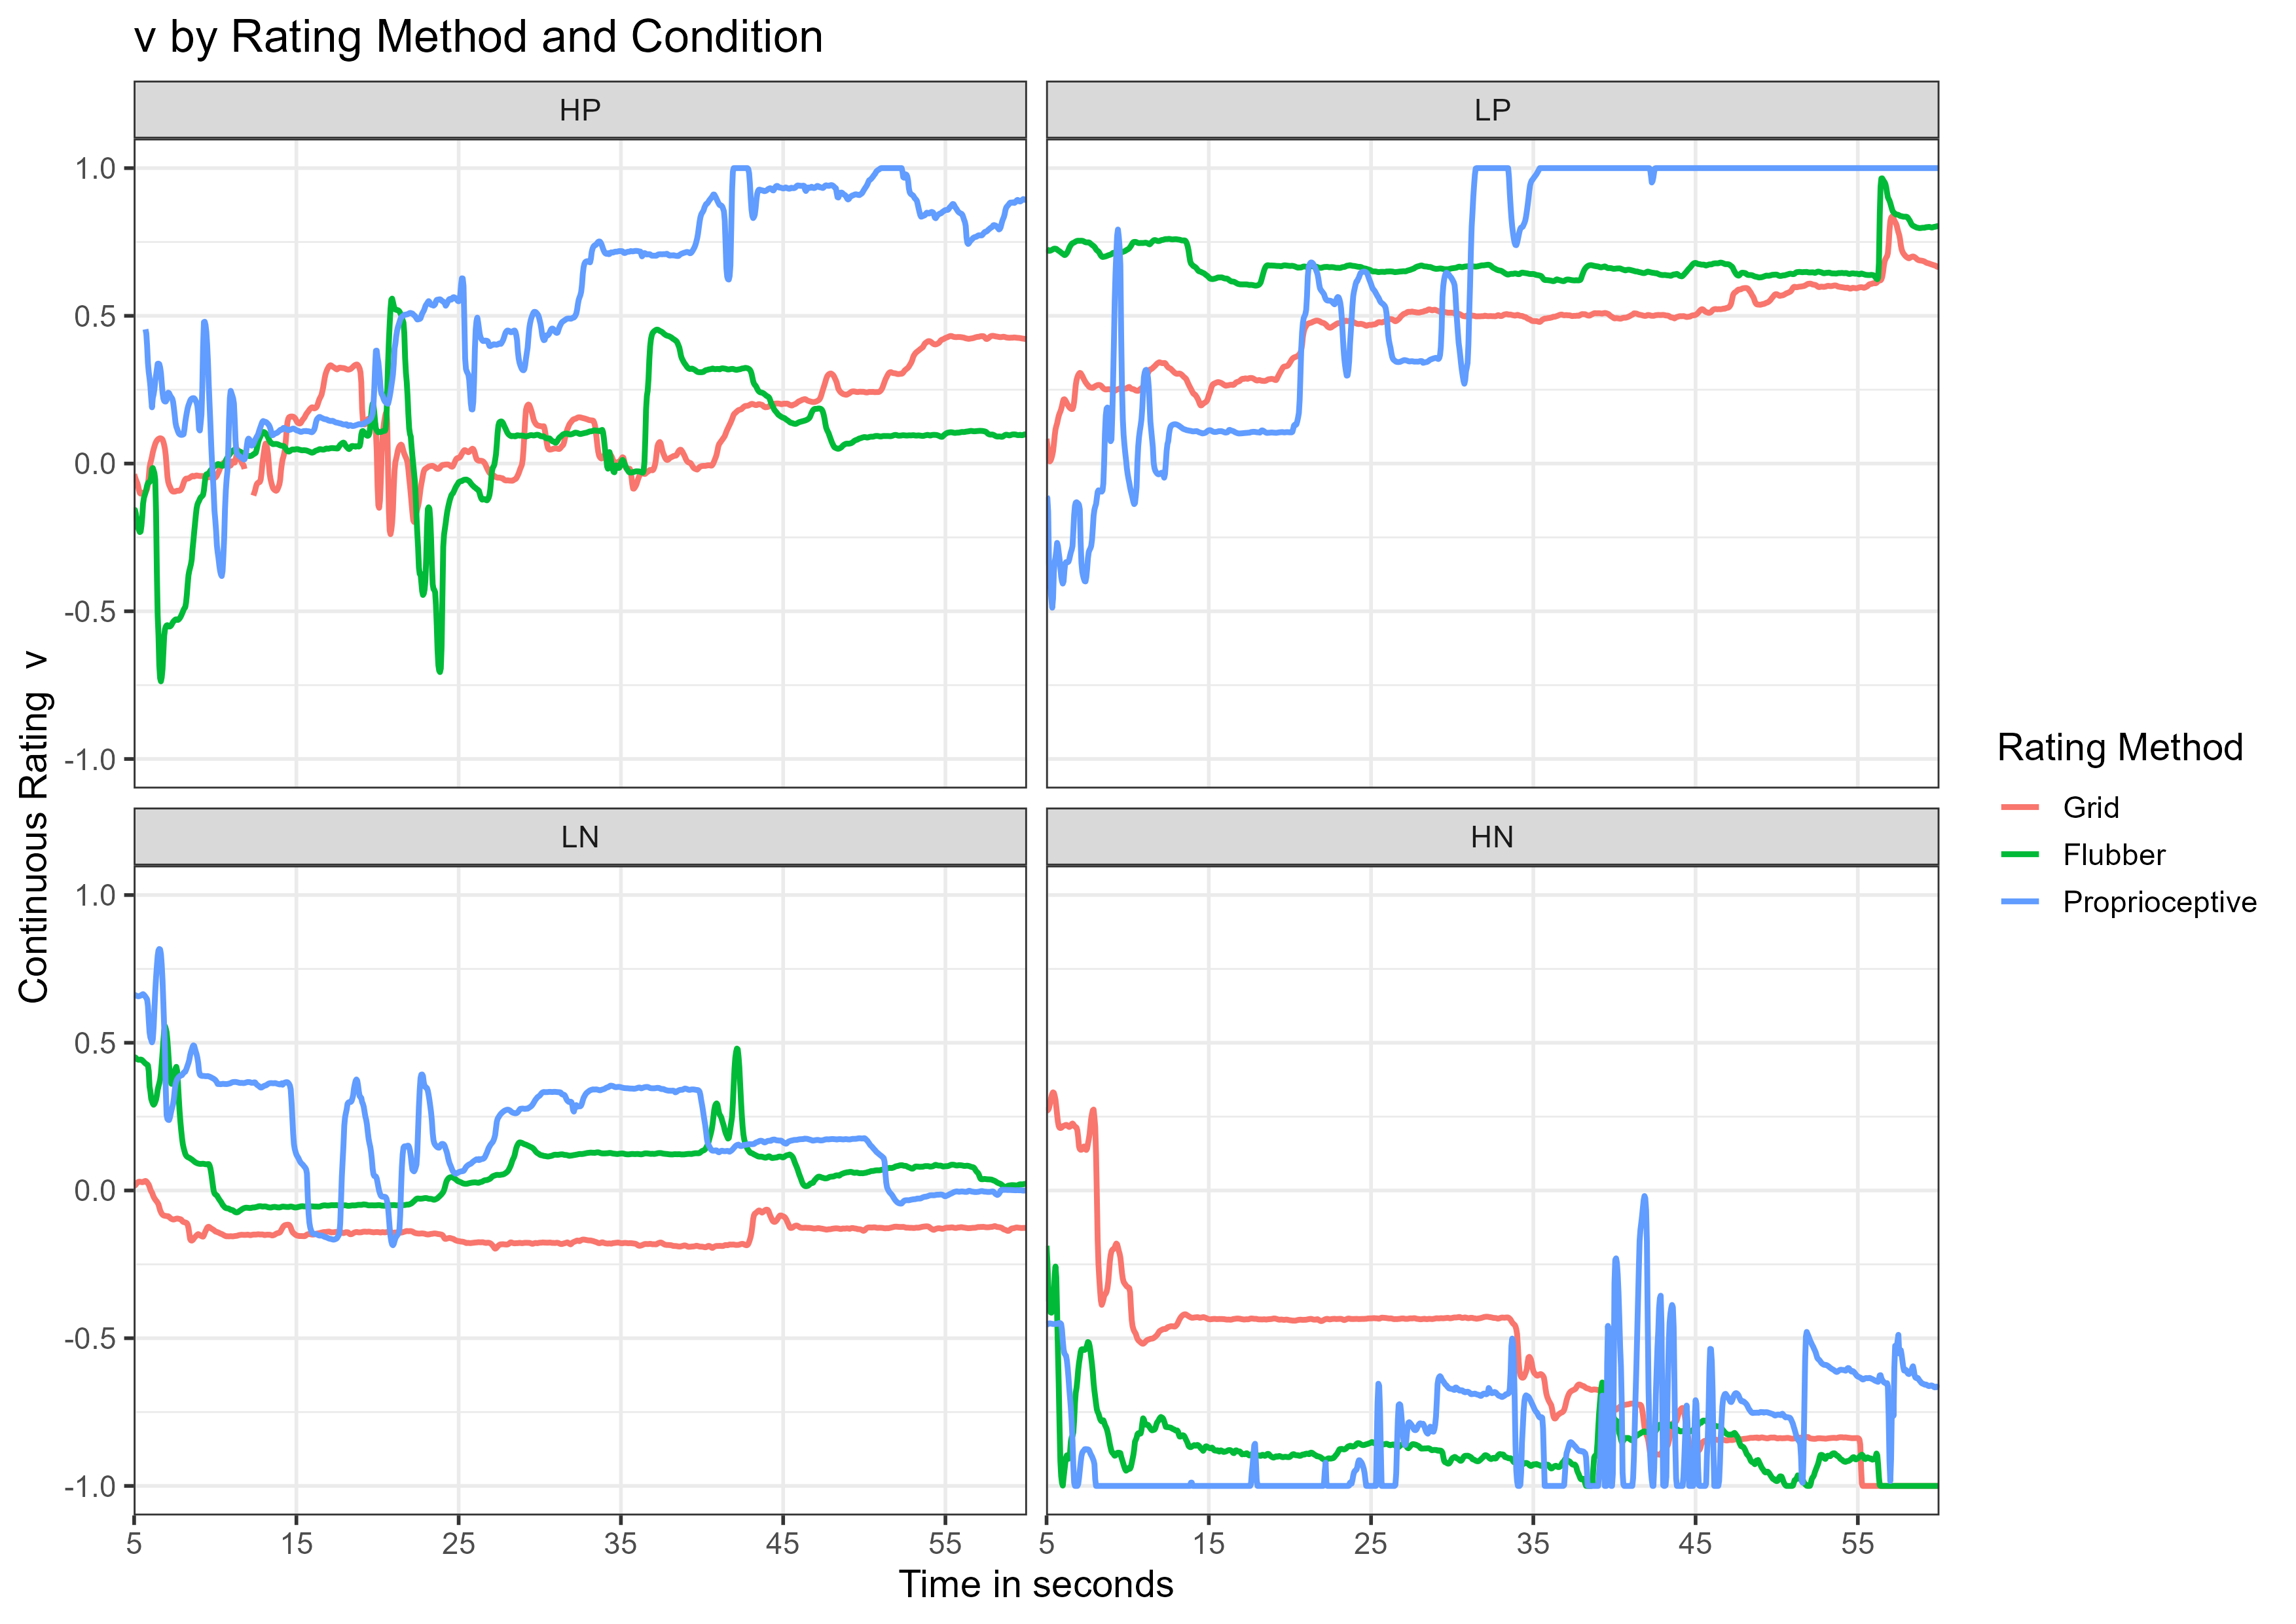 v by Rating Method and Condition
HP
LP
1.0
0.5
0.0
-0.5
-1.0
LN
HN
1.0
0.5
0.0
-0.5
-1.0
5 15 25 35 45 55
5 15 25 35 45 55
Time in seconds
Continuous Rating v
Rating Method
Grid
Flubber
Proprioceptive